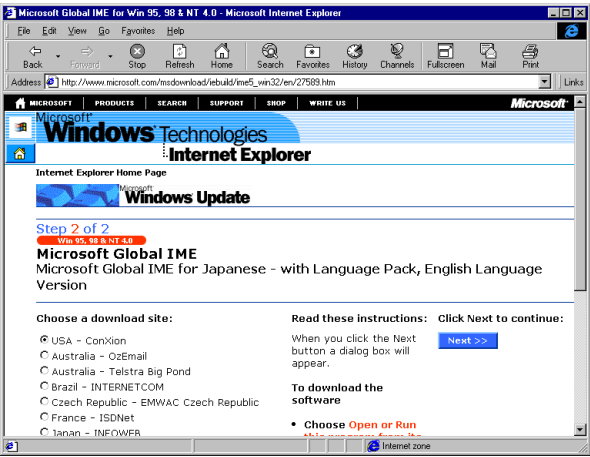 Microsoft Global IME for Win 95, 98 & NT 4.0 - Microsoft Internet Explorer
File Edit View Go Favorites Help
Back Forward Stop Refresh Home Search Favorites History Channels Fullscreen Mail Print
Address http://www.microsoft.com/msdownload/iebuild/ime5_win32/en/27589.htm Links
MICROSOFT PRODUCTS SEARCH SUPPORT SHOP WRITE US Microsoft
Microsoft
Windows Technologies
Internet Explorer
Internet Explorer Home Page
Microsoft
Windows Update
Step 2 of 2
Win 95, 98 & NT 4.0
Microsoft Global IME
Microsoft Global IME for Japanese - with Language Pack, English Language
Version
Choose a download site:
USA - ConXion
Australia - OzEmail
Australia - Telstra Big Pond
Brazil - INTERNETCOM
Czech Republic - EMWAC Czech Republic
France - ISDNet
Japan - INFOWEB
Read these instructions:
When you click the Next
button a dialog box will
appear.
To download the
software
• Choose Open or Run
this program from its
Click Next to continue:
Next >>
Internet zone